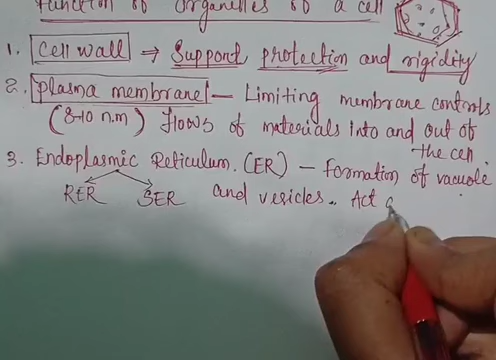 Function of Organelles of a cell
1. Cell wall ⇒ Support, protection and rigidity
2. Plasma membrane — Limiting membrane controls
(8-10 n.m) flows of materials into and out of
the cell
3. Endoplasmic Reticulum. (ER) — Formation of vacuole
RER SER and vesicles. Act